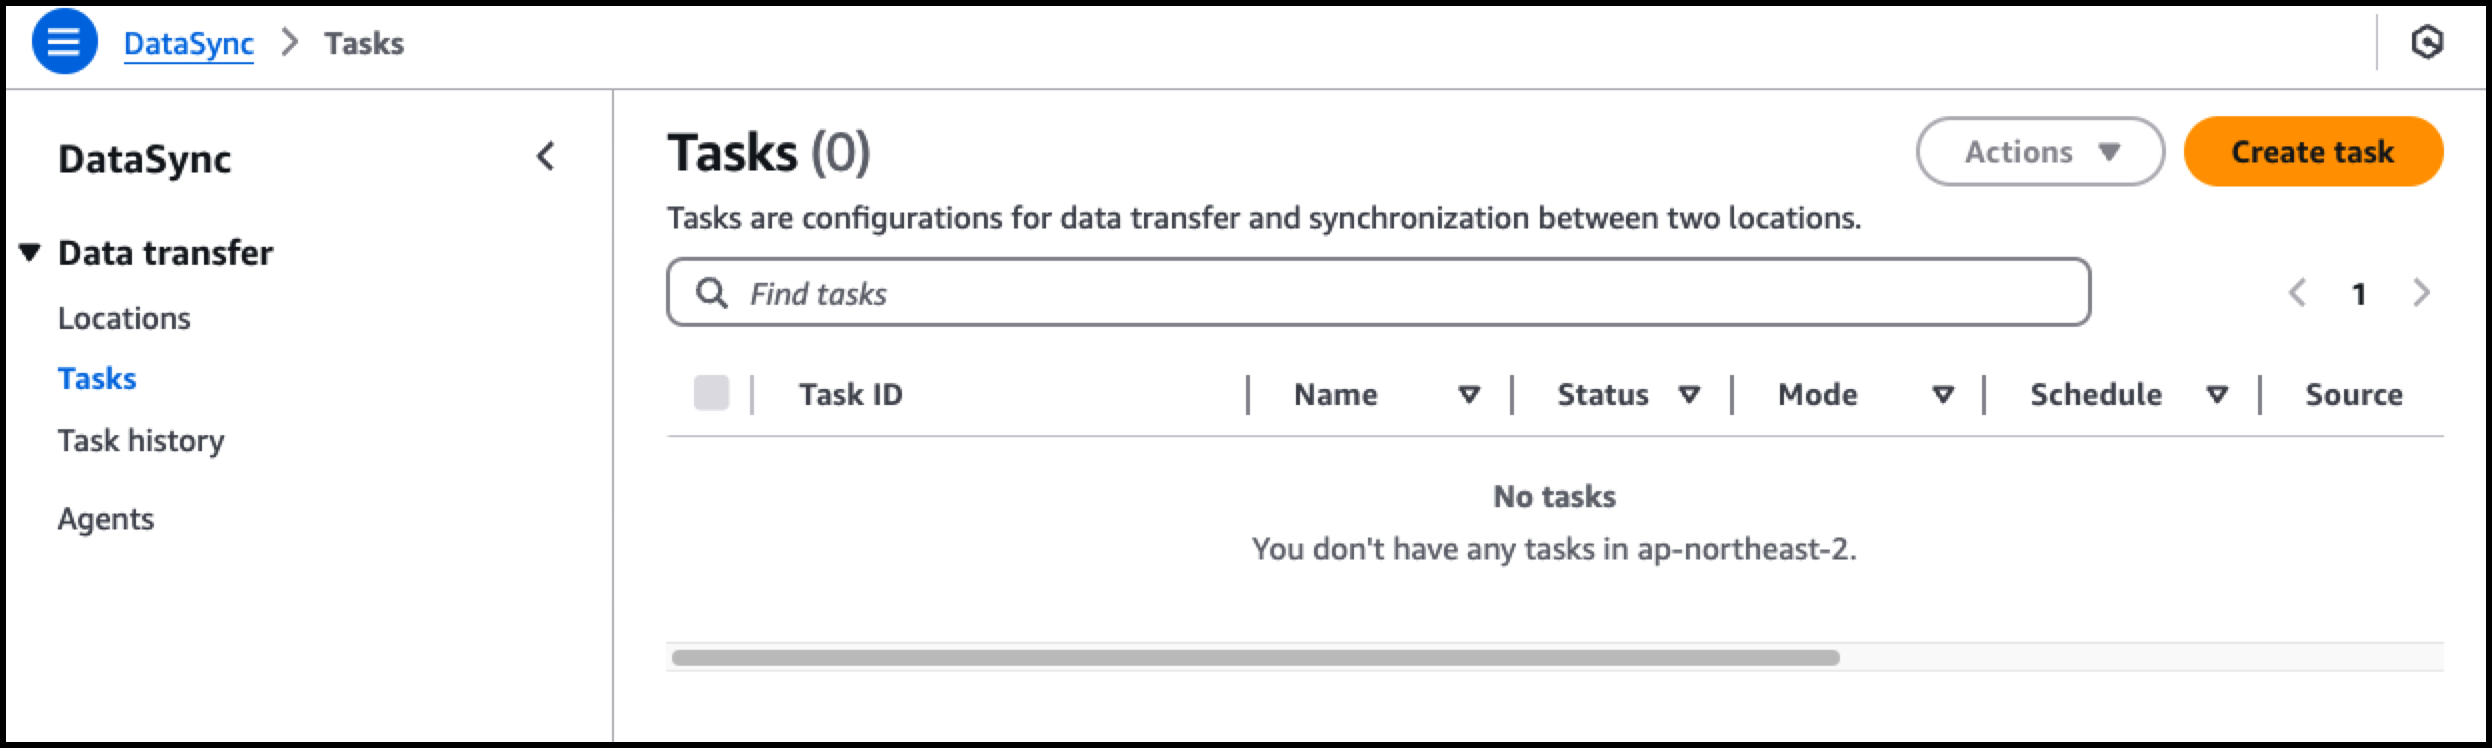 DataSync > Tasks
DataSync
Data transfer
Locations
Tasks
Task history
Agents
Tasks (0)
Actions
Create task
Tasks are configurations for data transfer and synchronization between two locations.
Find tasks
1
Task ID | Name | Status | Mode | Schedule | Source
No tasks
You don't have any tasks in ap-northeast-2.